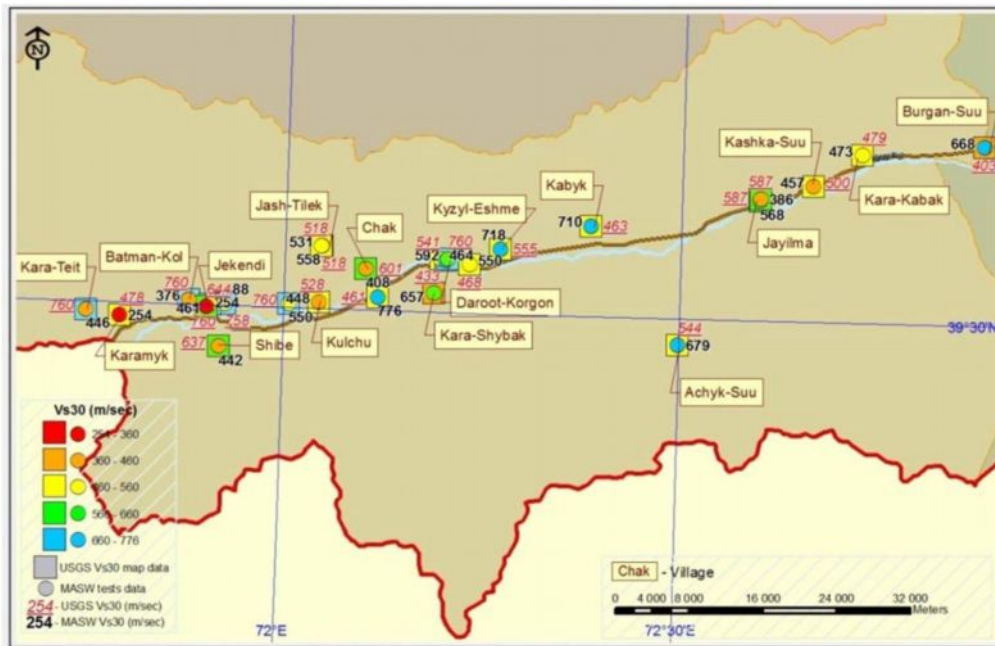 N
Burgan-Suu
Kashka-Suu
479
473
668
403
Kabyk
457
500
Kara-Kabak
587
Jash-Tilek
Chak
Kyzyl-Eshme
710
463
587
386
568
518
531
558
518
541
760
718
555
Jayilma
Batman-Kol
Jekendi
601
592
464
550
Kara-Teit
433
468
408
760
644
88
760
376
528
448
461
657
Daroot-Korgon
760
478
461
254
550
776
446
254
760
258
544
39°30'N
637
Shibe
Kulchu
Kara-Shybak
679
Karamyk
442
Achyk-Suu
Vs30 (m/sec)
254 - 360
360 - 460
460 - 560
560 - 660
660 - 776
USGS Vs30 map data
MASW tests data
254 - USGS Vs30 (m/sec)
254 - MASW Vs30 (m/sec)
Chak - Village
0 4 000 8 000 16 000 24 000 32 000
Meters
72°E
72°30'E